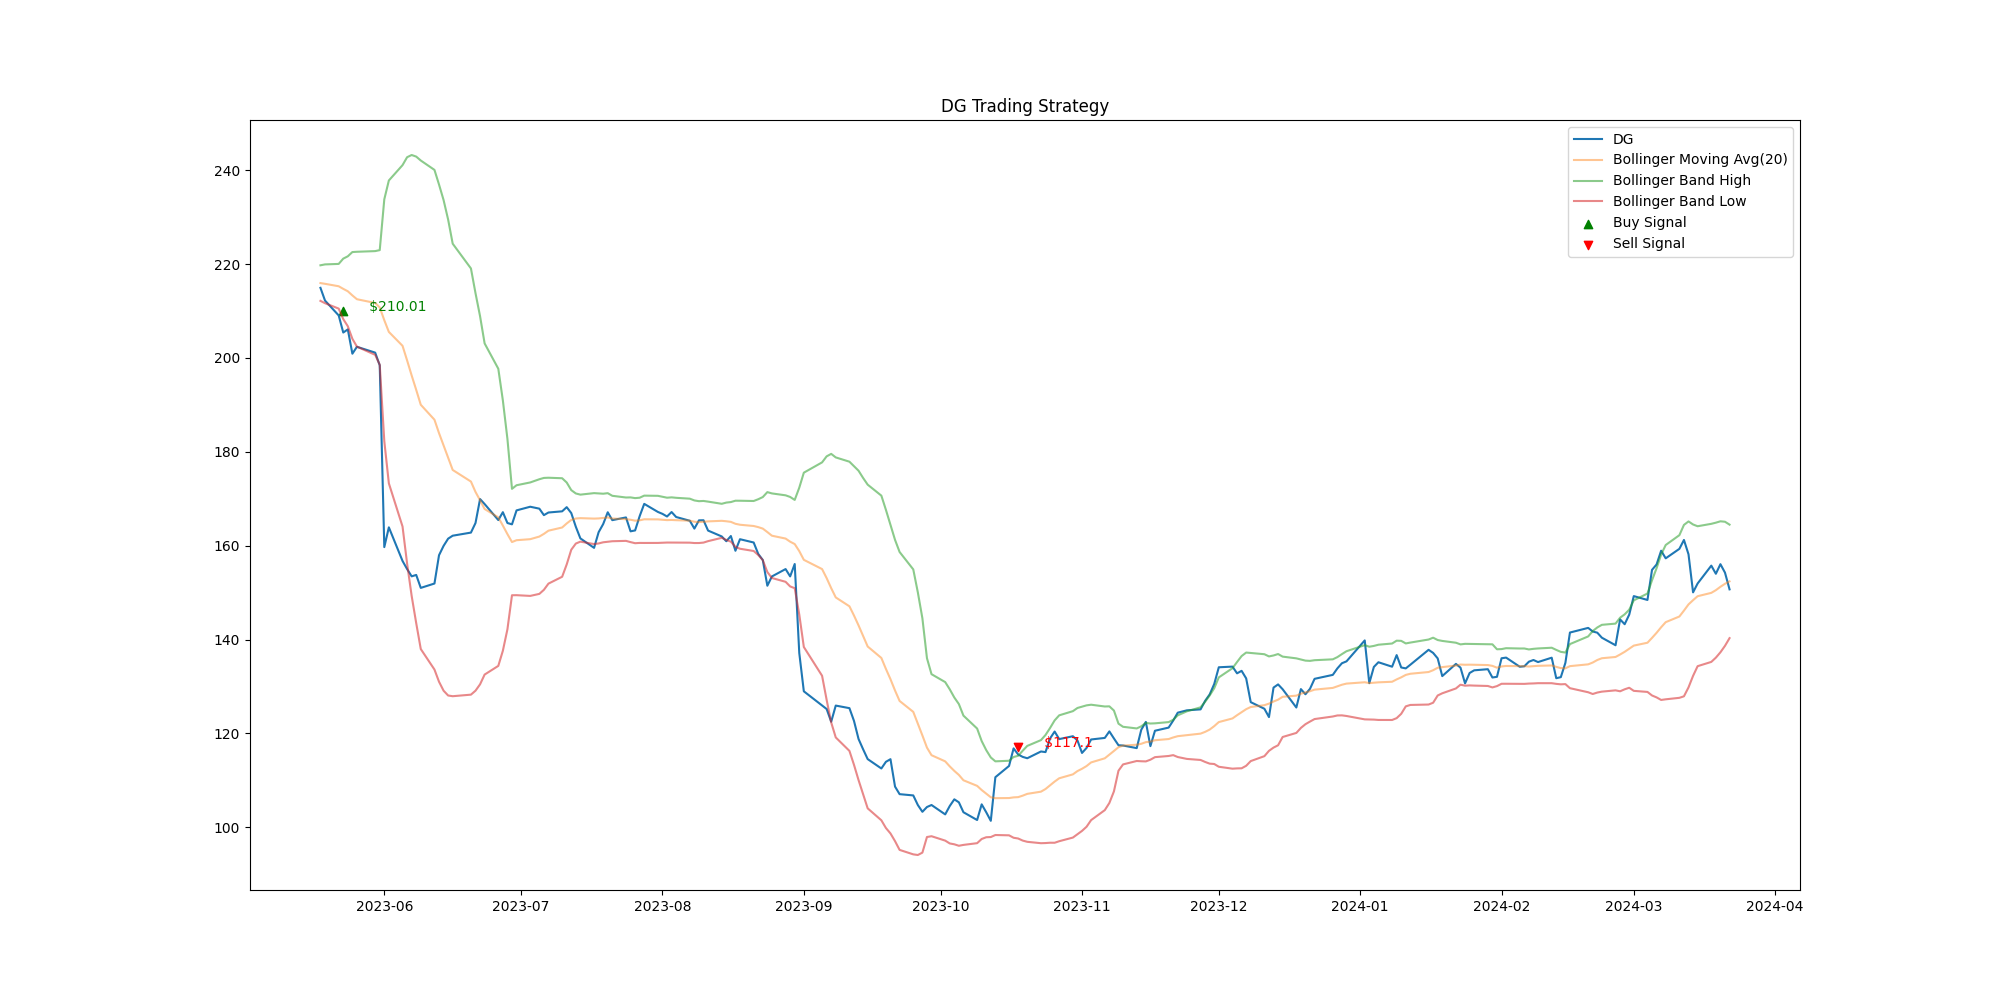 DG Trading Strategy
DG
Bollinger Moving Avg(20)
Bollinger Band High
Bollinger Band Low
Buy Signal
Sell Signal
240
220
200
180
160
140
120
100
$210.01
$117.1
2023-06 2023-07 2023-08 2023-09 2023-10 2023-11 2023-12 2024-01 2024-02 2024-03 2024-04